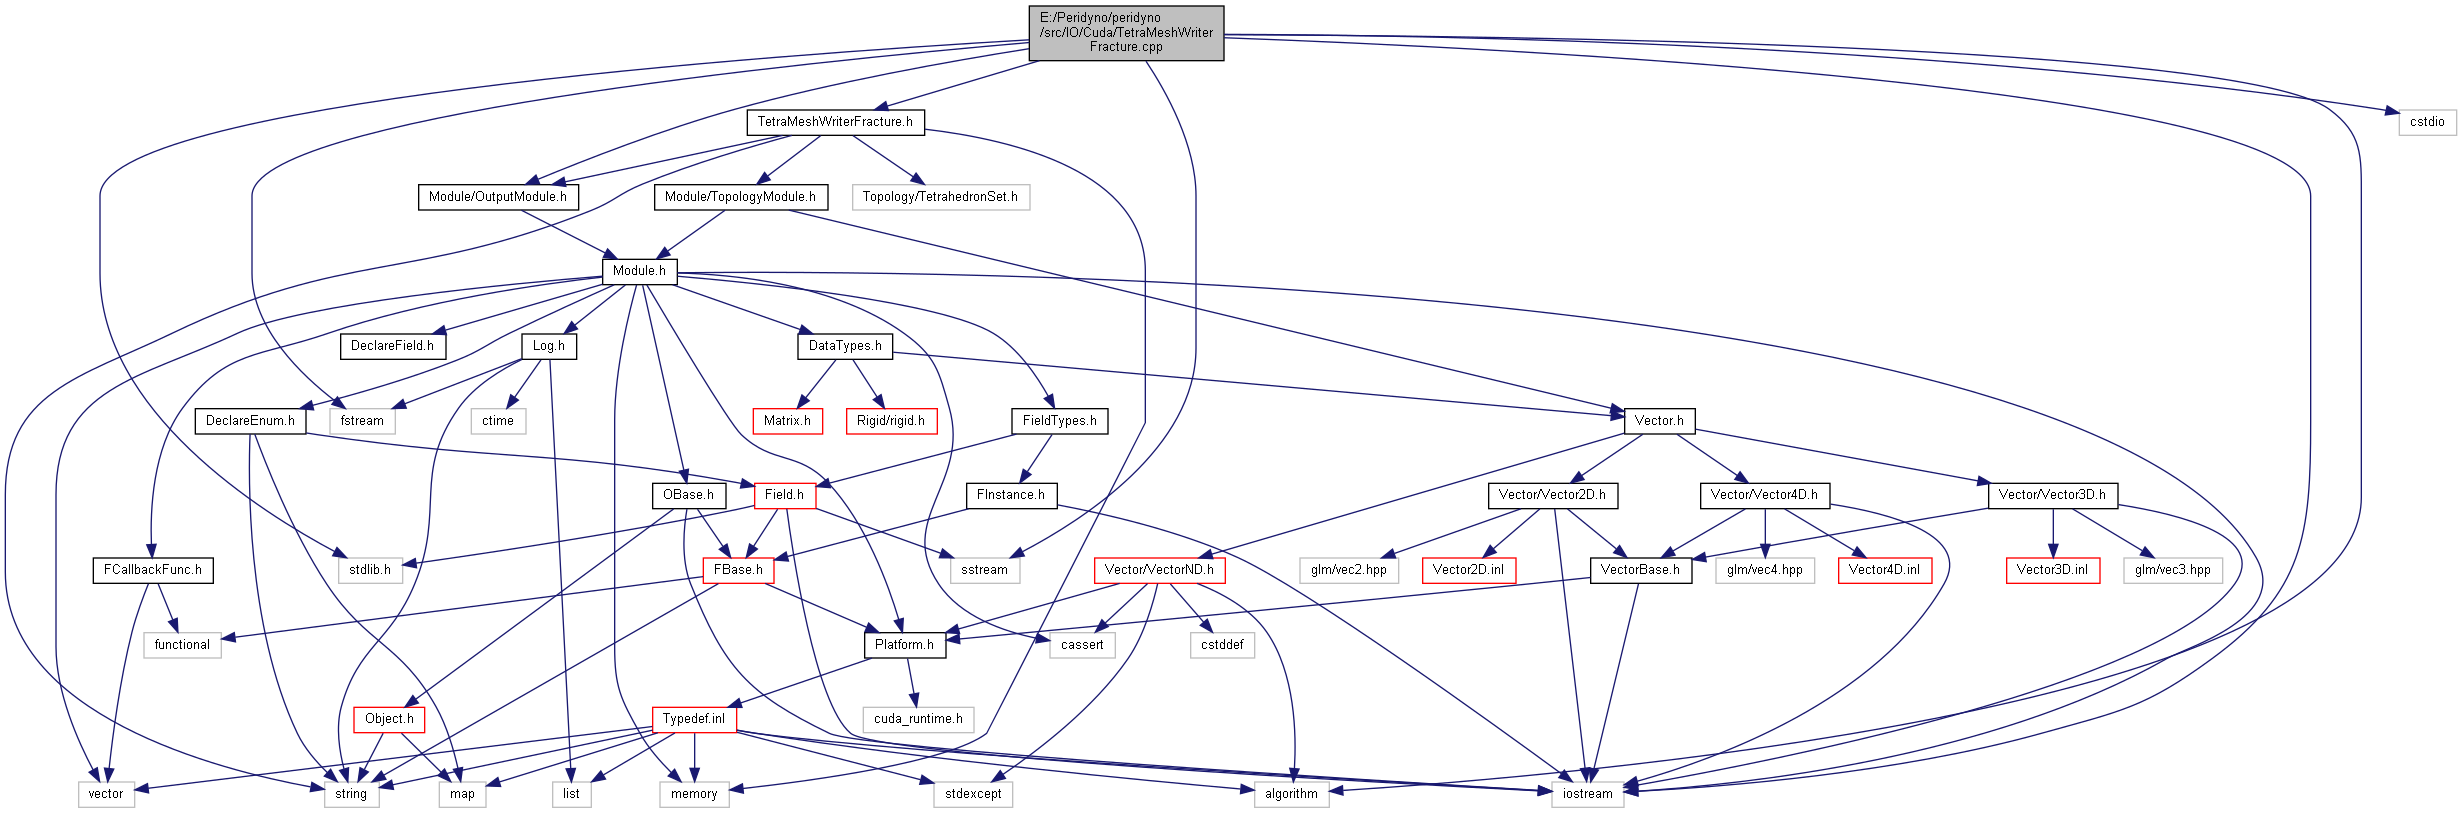 E:/Peridyno/peridyno
/src/IO/Cuda/TetraMeshWriter
Fracture.cpp
TetraMeshWriterFracture.h
cstdio
Module/OutputModule.h
Module/TopologyModule.h
Topology/TetrahedronSet.h
Module.h
DeclareField.h
Log.h
DataTypes.h
DeclareEnum.h
fstream
ctime
Matrix.h
Rigid/rigid.h
FieldTypes.h
Vector.h
OBase.h
Field.h
FInstance.h
Vector/Vector2D.h
Vector/Vector4D.h
Vector/Vector3D.h
FCallbackFunc.h
stdlib.h
FBase.h
sstream
Vector/VectorND.h
glm/vec2.hpp
Vector2D.inl
VectorBase.h
glm/vec4.hpp
Vector4D.inl
Vector3D.inl
glm/vec3.hpp
functional
Platform.h
cassert
cstddef
Object.h
Typedef.inl
cuda_runtime.h
vector
string
map
list
memory
stdexcept
algorithm
iostream